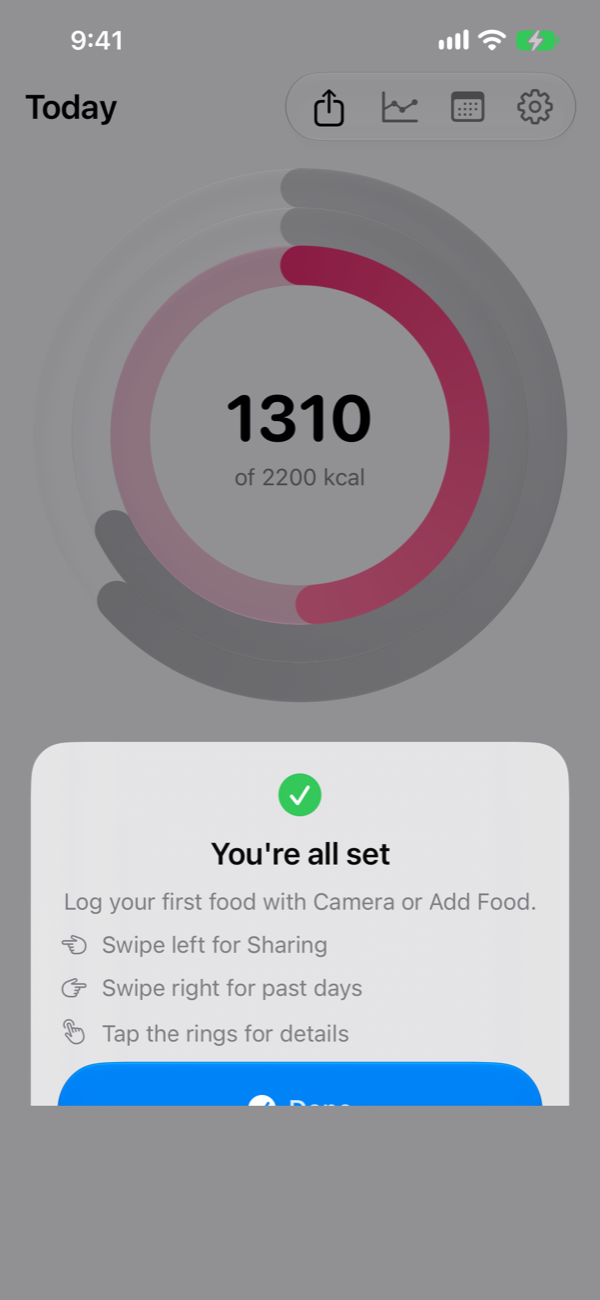 9:41
Today
1310
of 2200 kcal
You're all set
Log your first food with Camera or Add Food.
Swipe left for Sharing
Swipe right for past days
Tap the rings for details